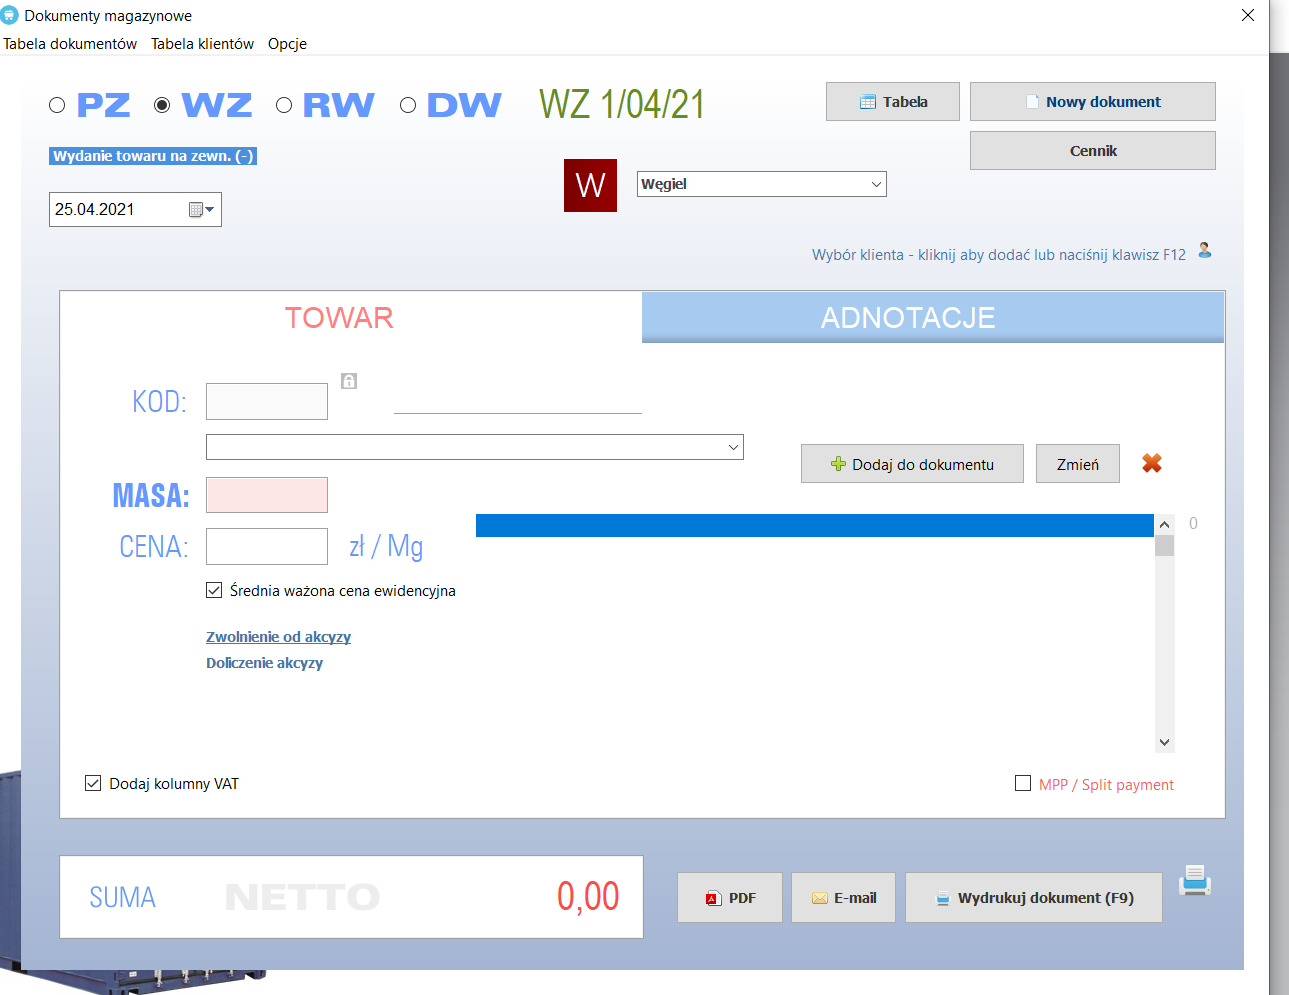 Dokumenty magazynowe
Tabela dokumentów Tabela klientów Opcje
PZ WZ RW DW WZ 1/04/21
Tabela
Nowy dokument
Cennik
Wydanie towaru na zewn. (-)
W
Węgiel
25.04.2021
Wybór klienta - kliknij aby dodać lub naciśnij klawisz F12
TOWAR
ADNOTACJE
KOD:
Dodaj do dokumentu
Zmień
MASA:
0
CENA:
zł / Mg
Średnia ważona cena ewidencyjna
Zwolnienie od akcyzy
Doliczenie akcyzy
Dodaj kolumny VAT
MPP / Split payment
SUMA NETTO 0,00
PDF
E-mail
Wydrukuj dokument (F9)